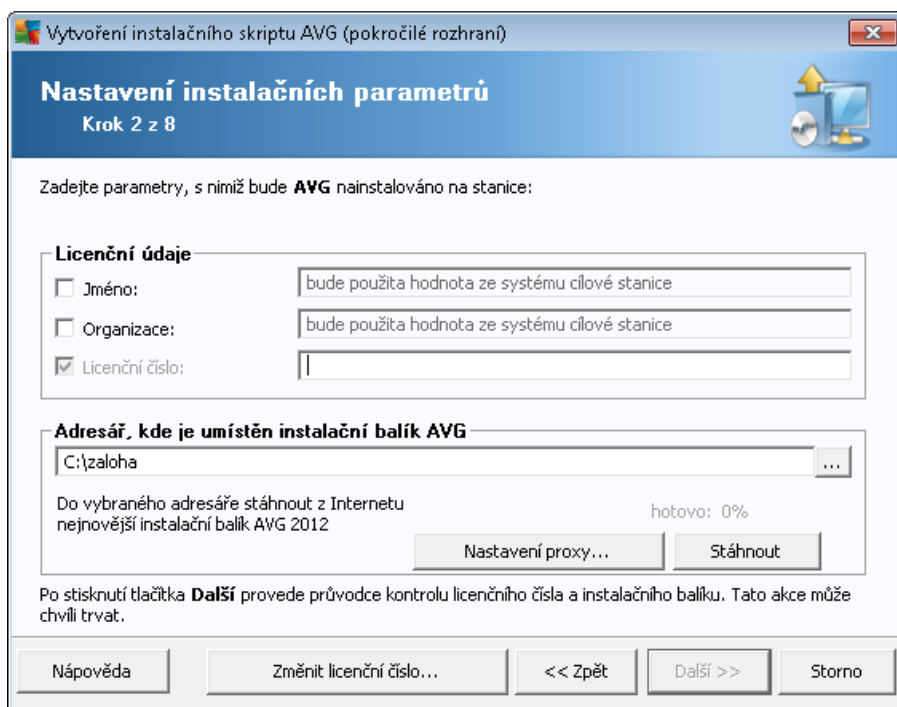 Vytvoření instalačního skriptu AVG (pokročilé rozhraní)
Nastavení instalačních parametrů
Krok 2 z 8
Zadejte parametry, s nimiž bude AVG nainstalováno na stanice:
Licenční údaje
Jméno:
bude použita hodnota ze systému cílové stanice
Organizace:
bude použita hodnota ze systému cílové stanice
Licenční číslo:
Adresář, kde je umístěn instalační balík AVG
C:\zaloha
...
Do vybraného adresáře stáhnout z Internetu
nejnovější instalační balík AVG 2012
hotovo: 0%
Nastavení proxy...
Stáhnout
Po stisknutí tlačítka Další provede průvodce kontrolu licenčního čísla a instalačního balíku. Tato akce může
chvíli trvat.
Nápověda
Změnit licenční číslo...
<< Zpět
Další >>
Storno